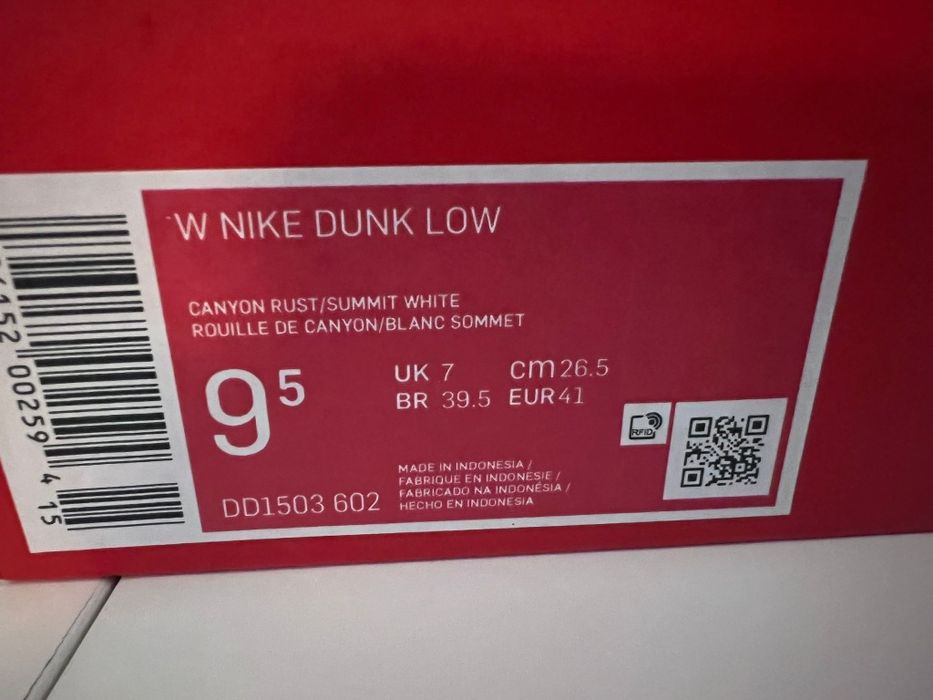 W NIKE DUNK LOW
CANYON RUST/SUMMIT WHITE
ROUILLE DE CANYON/BLANC SOMMET
9 5
UK 7 cm 26.5
BR 39.5 EUR 41
DD1503 602
MADE IN INDONESIA /
FABRIQUE EN INDONESIE /
FABRICADO NA INDONÉSIA /
HECHO EN INDONESIA
RFID
00259 4 15